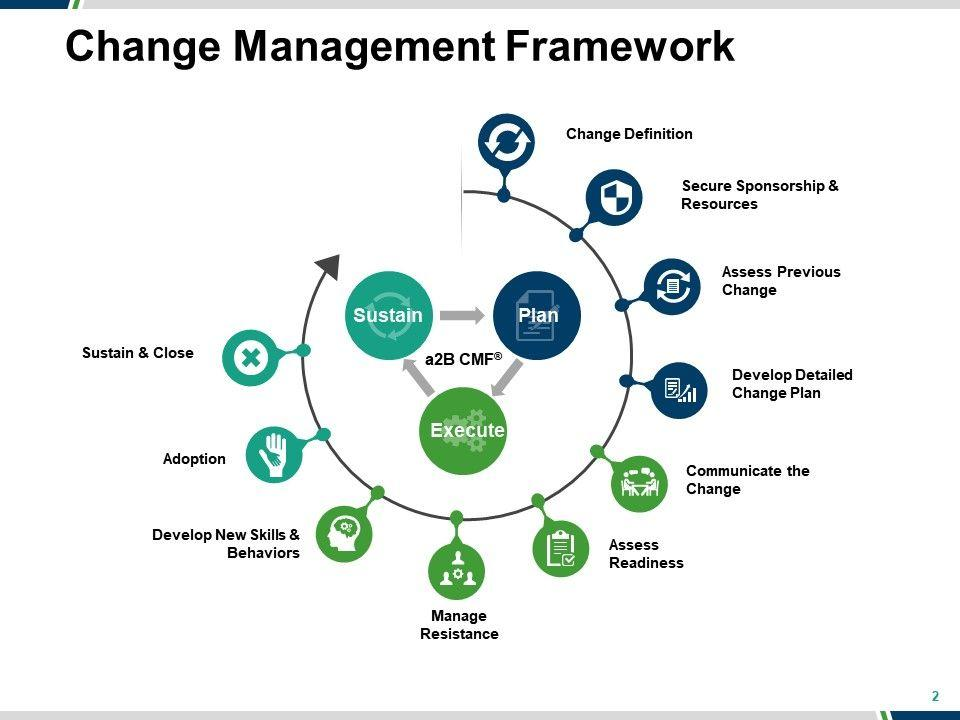 Change Management Framework
Change Definition
Secure Sponsorship &
Resources
Assess Previous
Change
Develop Detailed
Change Plan
Communicate the
Change
Assess
Readiness
Manage
Resistance
Develop New Skills &
Behaviors
Adoption
Sustain & Close
Sustain
Plan
a2B CMF®
Execute
2